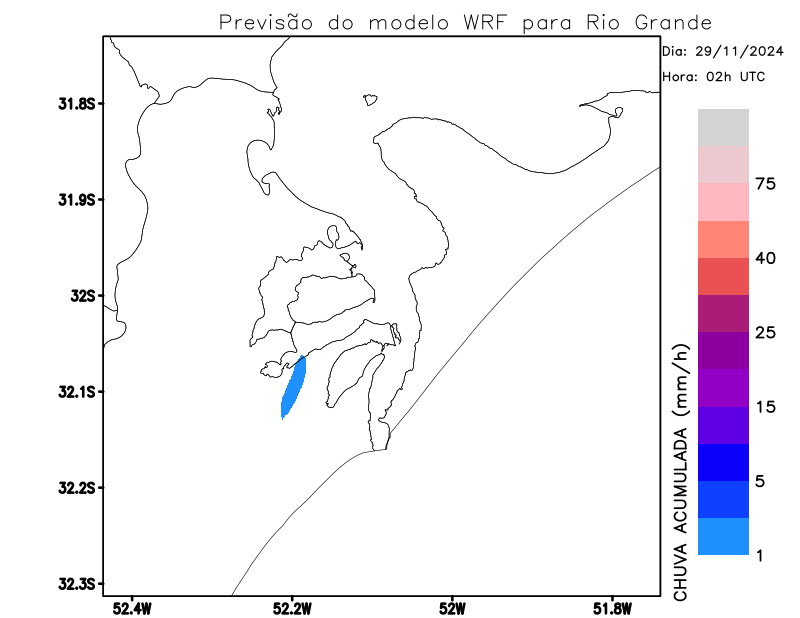 Previsão do modelo WRF para Rio Grande
Dia: 29/11/2024
Hora: 02h UTC
31.8S
31.9S
32S
32.1S
32.2S
32.3S
52.4W
52.2W
52W
51.8W
CHUVA ACUMULADA (mm/h)
75
40
25
15
5
1